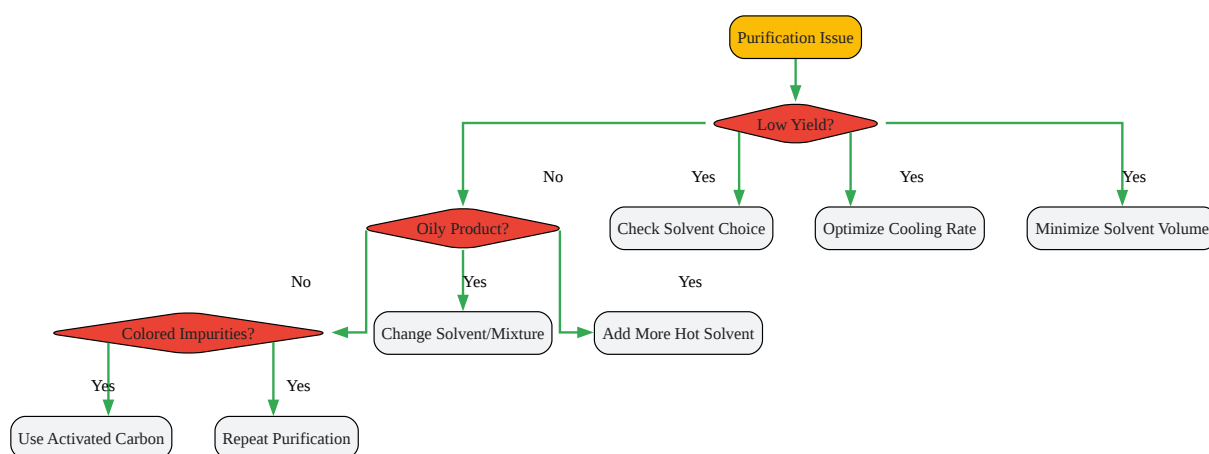 Purification Issue
Low Yield?
No
Yes
Yes
Yes
Oily Product?
Check Solvent Choice
Optimize Cooling Rate
Minimize Solvent Volume
No
Yes
Yes
Colored Impurities?
Change Solvent/Mixture
Add More Hot Solvent
Yes
Yes
Use Activated Carbon
Repeat Purification